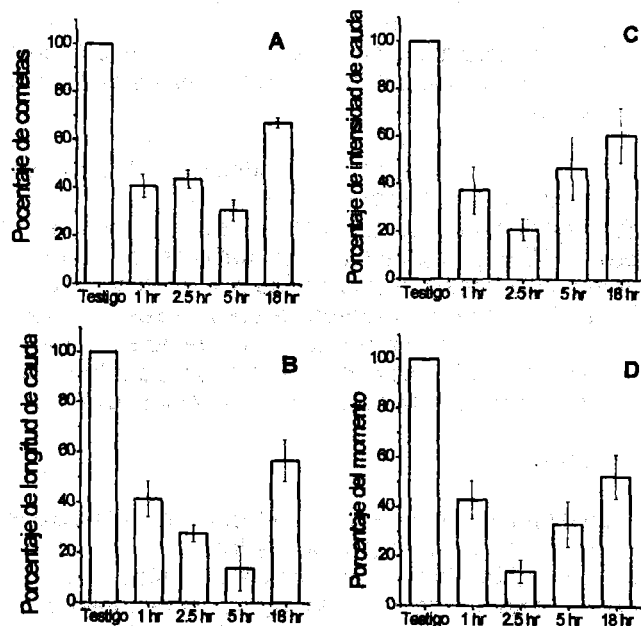 A
Pocentaje de cometas
100
80
60
40
20
0
Testigo 1 hr 2.5 hr 5 hr 18 hr
C
Porcentaje de intensidad de cauda
100
80
60
40
20
0
Testigo 1 hr 2.5 hr 5 hr 18 hr
B
Porcentaje de longitud de cauda
100
80
60
40
20
0
Testigo 1 hr 2.5 hr 5 hr 18 hr
D
Porcentaje del momento
100
80
60
40
20
0
Testigo 1 hr 2.5 hr 5 hr 18 hr